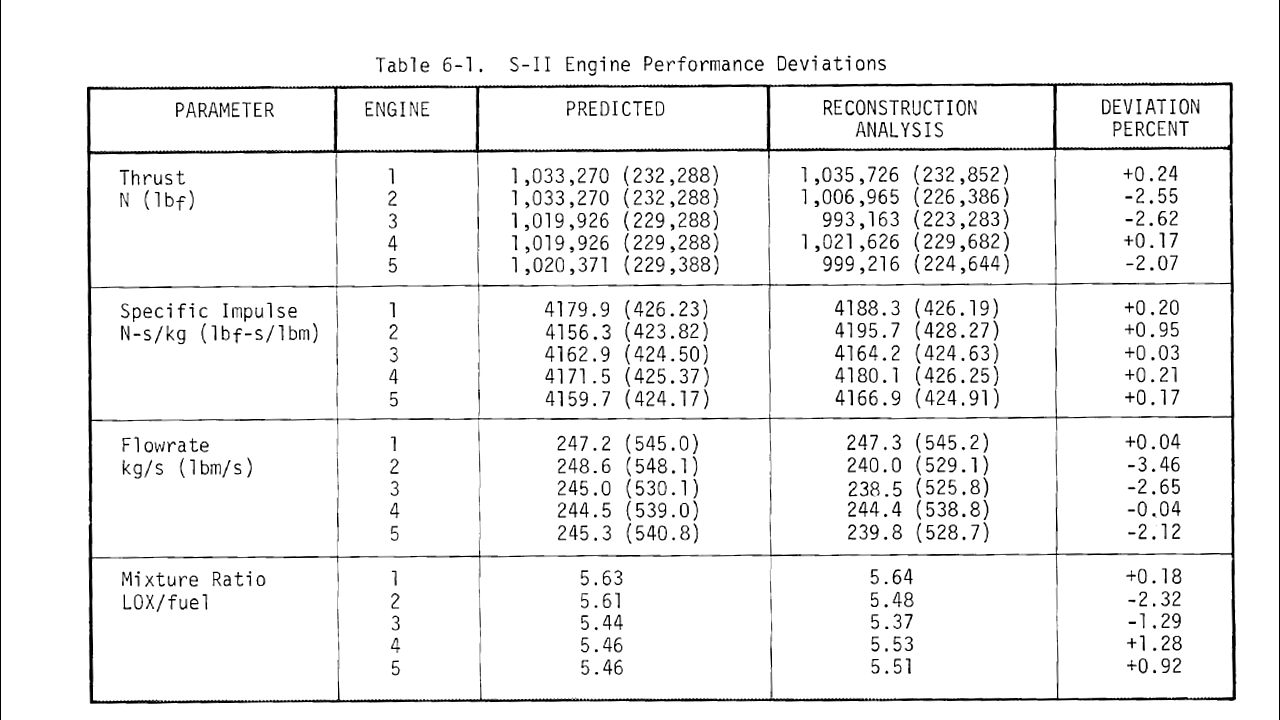 Table 6-1. S-II Engine Performance Deviations
PARAMETER ENGINE PREDICTED RECONSTRUCTION ANALYSIS DEVIATION PERCENT
Thrust 1 1,033,270 (232,288) 1,035,726 (232,852) +0.24
N (lbf) 2 1,033,270 (232,288) 1,006,965 (226,386) -2.55
3 1,019,926 (229,288) 993,163 (223,283) -2.62
4 1,019,926 (229,288) 1,021,626 (229,682) +0.17
5 1,020,371 (229,388) 999,216 (224,644) -2.07
Specific Impulse 1 4179.9 (426.23) 4188.3 (426.19) +0.20
N-s/kg (lbf-s/lbm) 2 4156.3 (423.82) 4195.7 (428.27) +0.95
3 4162.9 (424.50) 4164.2 (424.63) +0.03
4 4171.5 (425.37) 4180.1 (426.25) +0.21
5 4159.7 (424.17) 4166.9 (424.91) +0.17
Flowrate 1 247.2 (545.0) 247.3 (545.2) +0.04
kg/s (lbm/s) 2 248.6 (548.1) 240.0 (529.1) -3.46
3 245.0 (530.1) 238.5 (525.8) -2.65
4 244.5 (539.0) 244.4 (538.8) -0.04
5 245.3 (540.8) 239.8 (528.7) -2.12
Mixture Ratio 1 5.63 5.64 +0.18
LOX/fuel 2 5.61 5.48 -2.32
3 5.44 5.37 -1.29
4 5.46 5.53 +1.28
5 5.46 5.51 +0.92